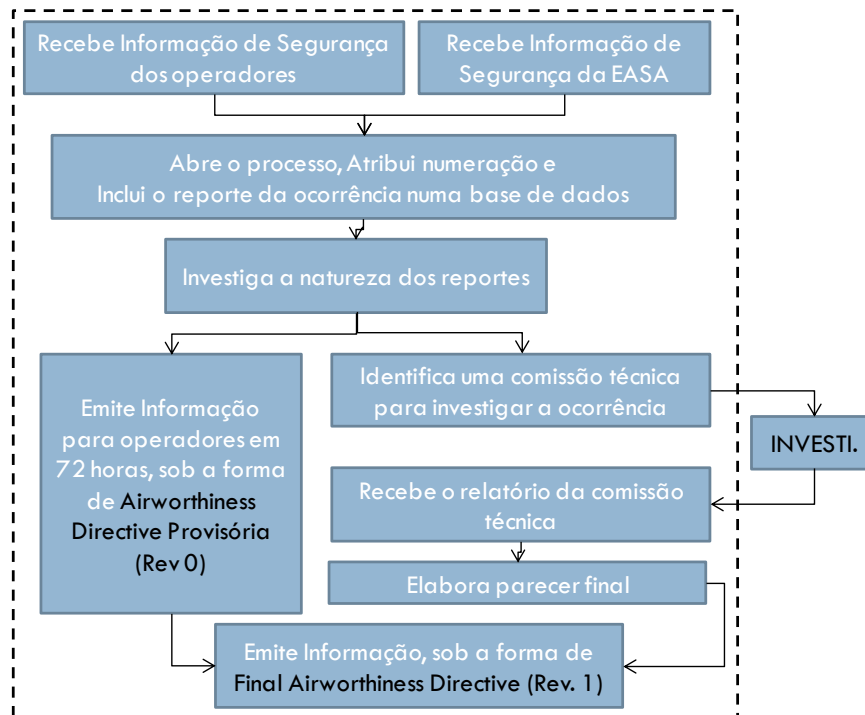 Recebe Informação de Segurança
dos operadores
Recebe Informação de
Segurança da EASA
Abre o processo, Atribui numeração e
Inclui o reporte da ocorrência numa base de dados
Investiga a natureza dos reportes
Emite Informação
para operadores em
72 horas, sob a forma
de Airworthiness
Directive Provisória
(Rev 0)
Identifica uma comissão técnica
para investigar a ocorrência
INVESTI.
Recebe o relatório da comissão
técnica
Elabora parecer final
Emite Informação, sob a forma de
Final Airworthiness Directive (Rev. 1)